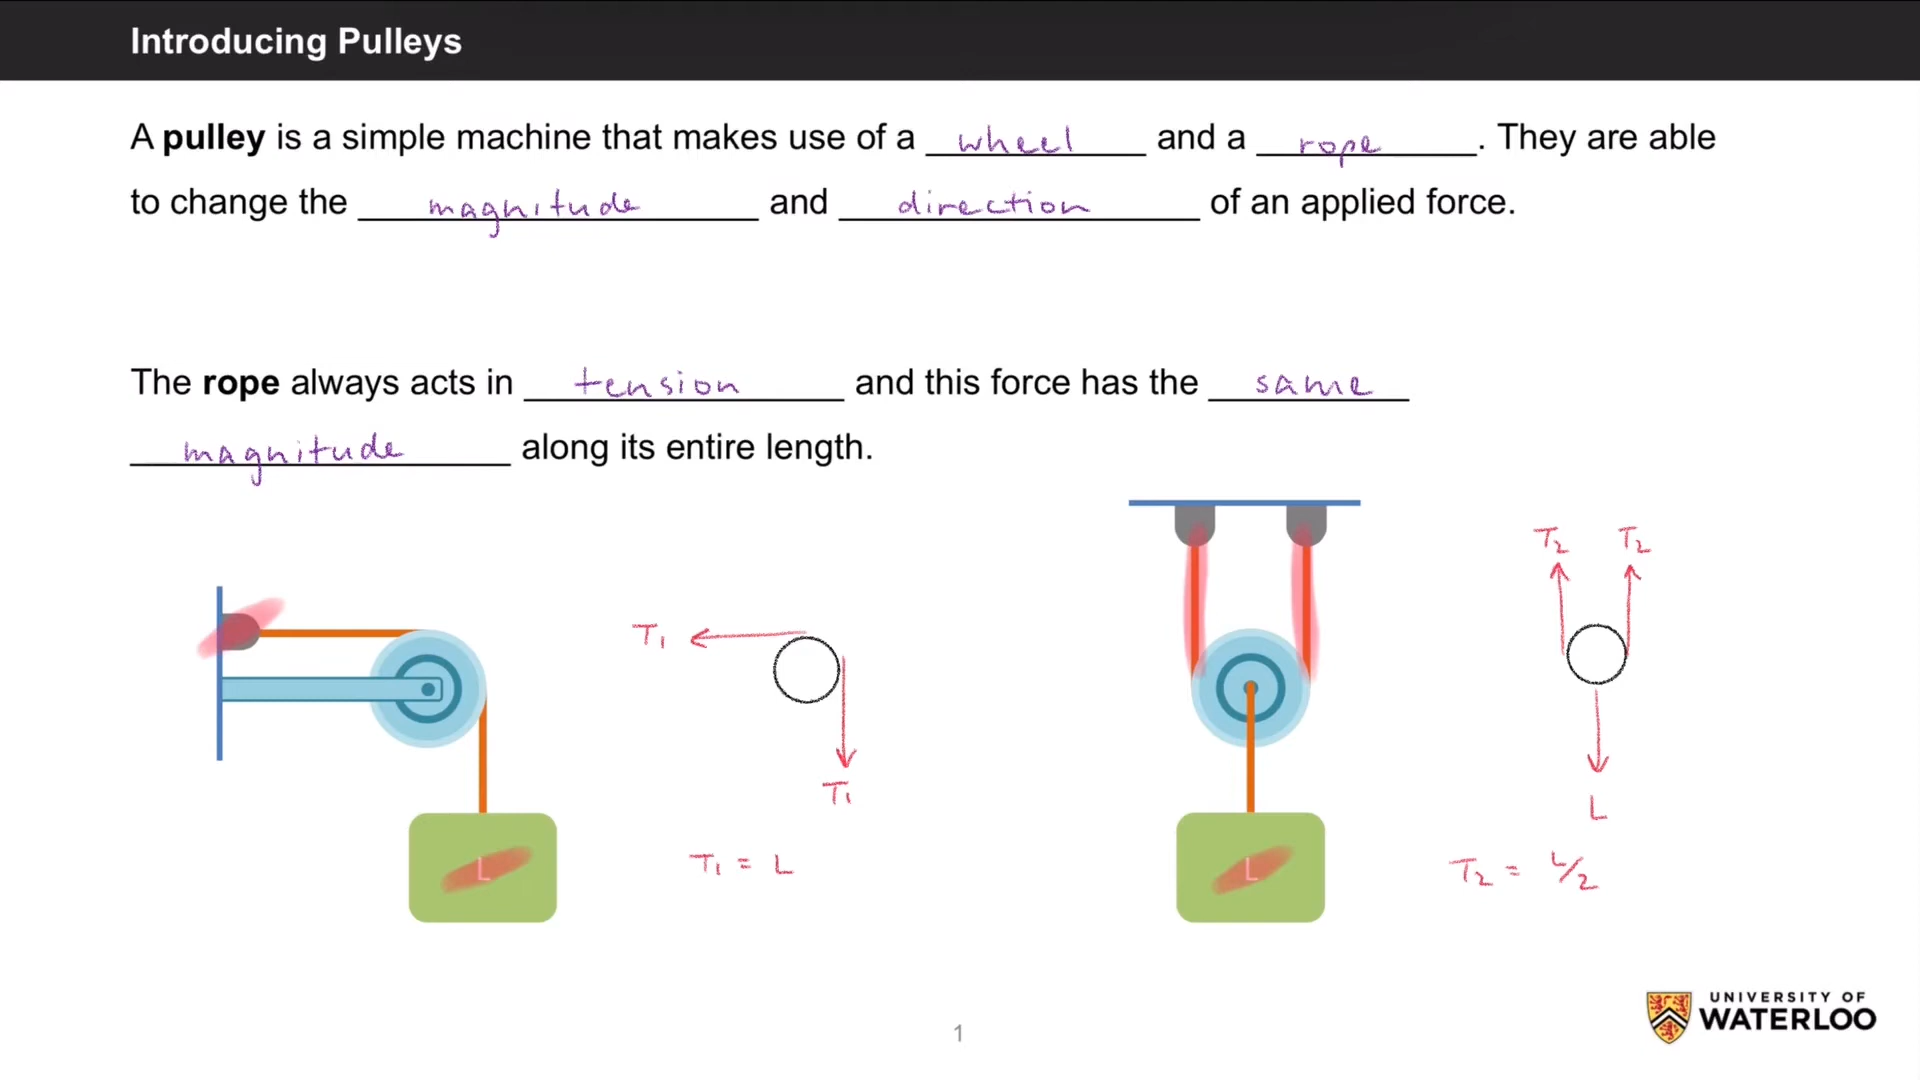 Introducing Pulleys
A pulley is a simple machine that makes use of a wheel and a rope. They are able
to change the magnitude and direction of an applied force.
The rope always acts in tension and this force has the same
magnitude along its entire length.
T₁
T₁
L
T₁ = L
T₂ T₂
L
L
T₂ = L/2
1
UNIVERSITY OF
WATERLOO